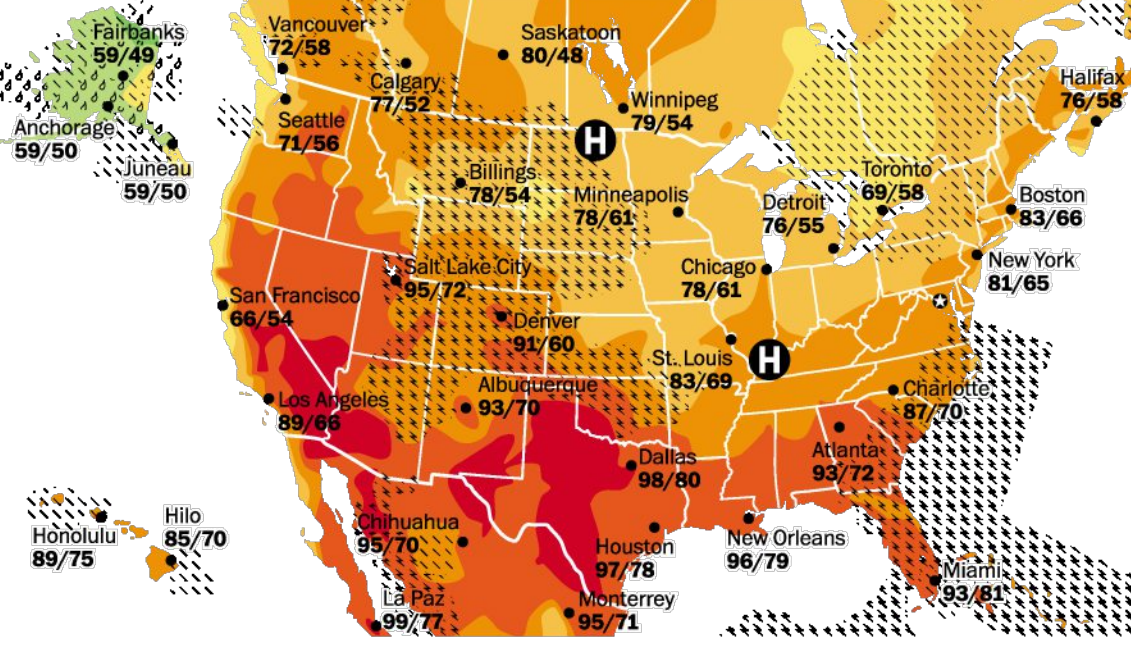 Vancouver
72/58
Saskatoon
80/48
Fairbanks
59/49
Calgary
77/52
Halifax
76/58
Winnipeg
79/54
Anchorage
59/50
Seattle
71/56
H
Juneau
59/50
Billings
78/54
Minneapolis
78/61
Detroit
76/55
Toronto
69/58
Boston
83/66
Salt Lake City
95/72
Chicago
78/61
New York
81/65
San Francisco
66/54
Denver
91/60
St. Louis
83/69
H
Los Angeles
89/66
Albuquerque
93/70
Charlotte
87/70
Dallas
98/80
Atlanta
93/72
Honolulu
89/75
Hilo
85/70
Chihuahua
95/70
Houston
97/78
New Orleans
96/79
La Paz
99/77
Monterrey
95/71
Miami
93/81